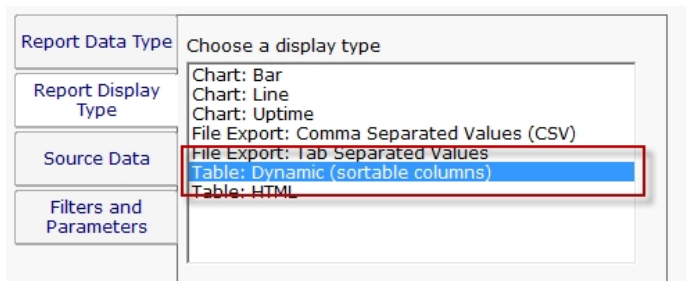 Report Data Type
Choose a display type
Report Display
Type
Source Data
Filters and
Parameters
Chart: Bar
Chart: Line
Chart: Uptime
File Export: Comma Separated Values (CSV)
File Export: Tab Separated Values
Table: Dynamic (sortable columns)
Table: HTML